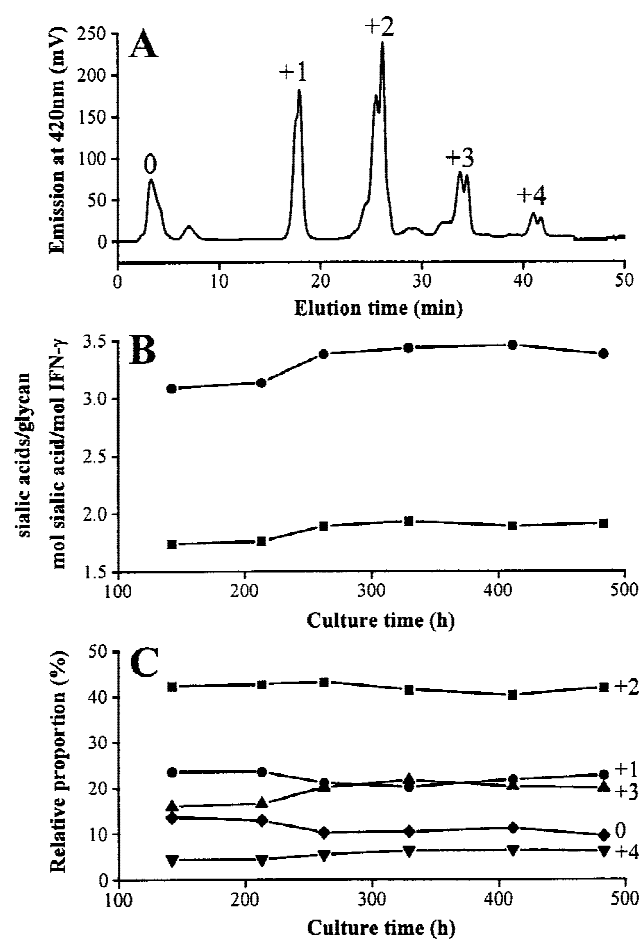 A
Emission at 420nm (mV)
250
200
150
100
50
0
0
+1
+2
+3
+4
0 10 20 30 40 50
Elution time (min)
B
sialic acids/glycan
mol sialic acid/mol IFN-γ
3.5
3.0
2.5
2.0
1.5
100 200 300 400 500
Culture time (h)
C
Relative proportion (%)
50
40
30
20
10
0
+2
+1
+3
0
+4
100 200 300 400 500
Culture time (h)